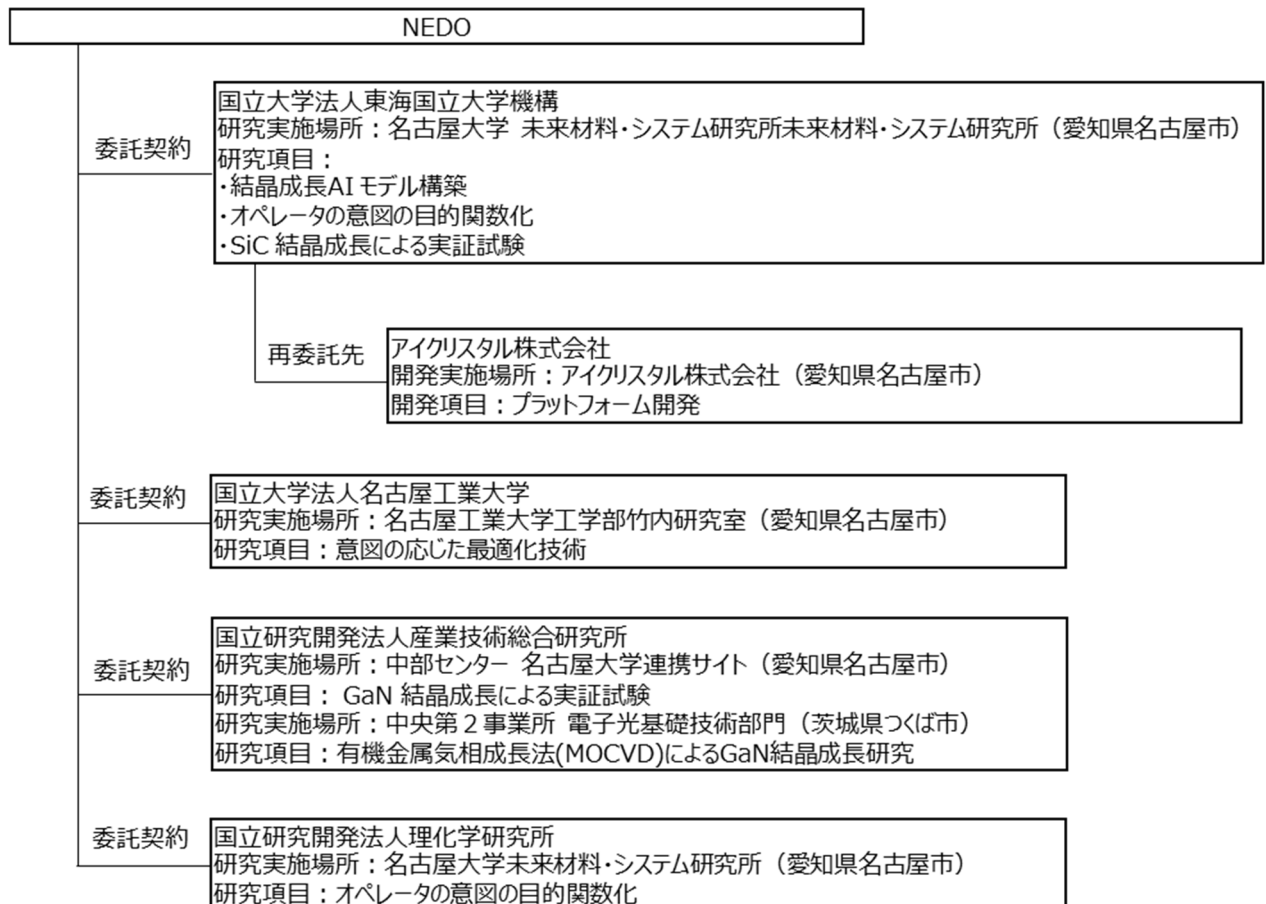 NEDO
委託契約
国立大学法人東海国立大学機構
研究実施場所：名古屋大学 未来材料・システム研究所未来材料・システム研究所（愛知県名古屋市）
研究項目：
・結晶成長AI モデル構築
・オペレータの意図の目的関数化
・SiC 結晶成長による実証試験
再委託先
アイクリスタル株式会社
開発実施場所：アイクリスタル株式会社（愛知県名古屋市）
開発項目：プラットフォーム開発
委託契約
国立大学法人名古屋工業大学
研究実施場所：名古屋工業大学工学部竹内研究室（愛知県名古屋市）
研究項目：意図の応じた最適化技術
委託契約
国立研究開発法人産業技術総合研究所
研究実施場所：中部センター 名古屋大学連携サイト（愛知県名古屋市）
研究項目： GaN 結晶成長による実証試験
研究実施場所：中央第２事業所 電子光基礎技術部門（茨城県つくば市）
研究項目：有機金属気相成長法(MOCVD)によるGaN結晶成長研究
委託契約
国立研究開発法人理化学研究所
研究実施場所：名古屋大学未来材料・システム研究所（愛知県名古屋市）
研究項目：オペレータの意図の目的関数化